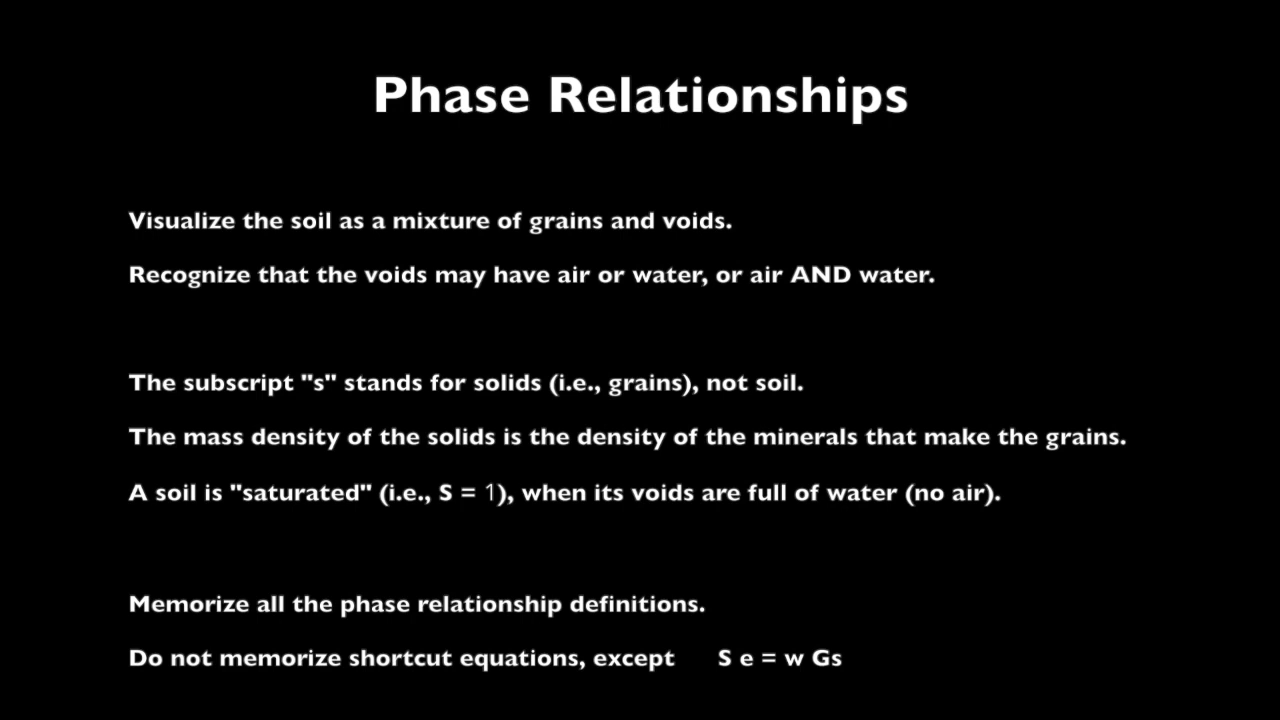 Phase Relationships
Visualize the soil as a mixture of grains and voids.
Recognize that the voids may have air or water, or air AND water.
The subscript "s" stands for solids (i.e., grains), not soil.
The mass density of the solids is the density of the minerals that make the grains.
A soil is "saturated" (i.e., S = 1), when its voids are full of water (no air).
Memorize all the phase relationship definitions.
Do not memorize shortcut equations, except S e = w Gs